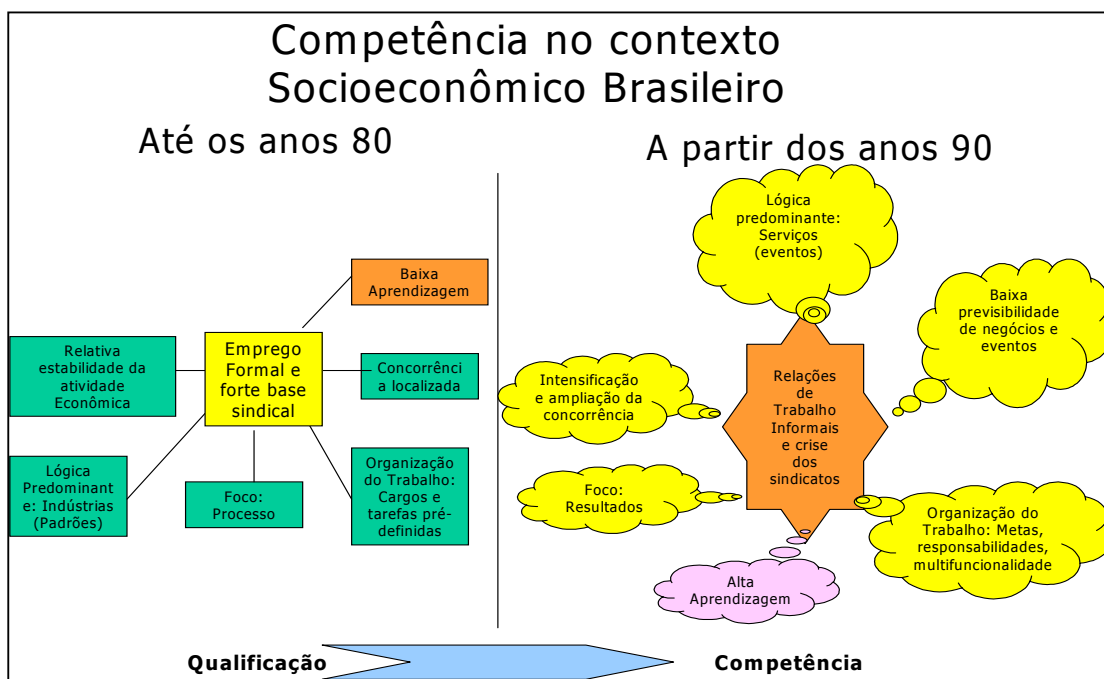 Competência no contexto
Socioeconômico Brasileiro
Até os anos 80
A partir dos anos 90
Baixa
Aprendizagem
Relativa
estabilidade da
atividade
Econômica
Emprego
Formal e
forte base
sindical
Concorrênci
a localizada
Lógica
Predominant
e: Indústrias
(Padrões)
Foco:
Processo
Organização
do Trabalho:
Cargos e
tarefas pré-
definidas
Lógica
predominante:
Serviços
(eventos)
Baixa
previsibilidade
de negócios e
eventos
Intensificação
e ampliação da
concorrência
Relações
de
Trabalho
Informais
e crise
dos
sindicatos
Foco:
Resultados
Organização do
Trabalho: Metas,
responsabilidades,
multifuncionalidade
Alta
Aprendizagem
Qualificação
Competência